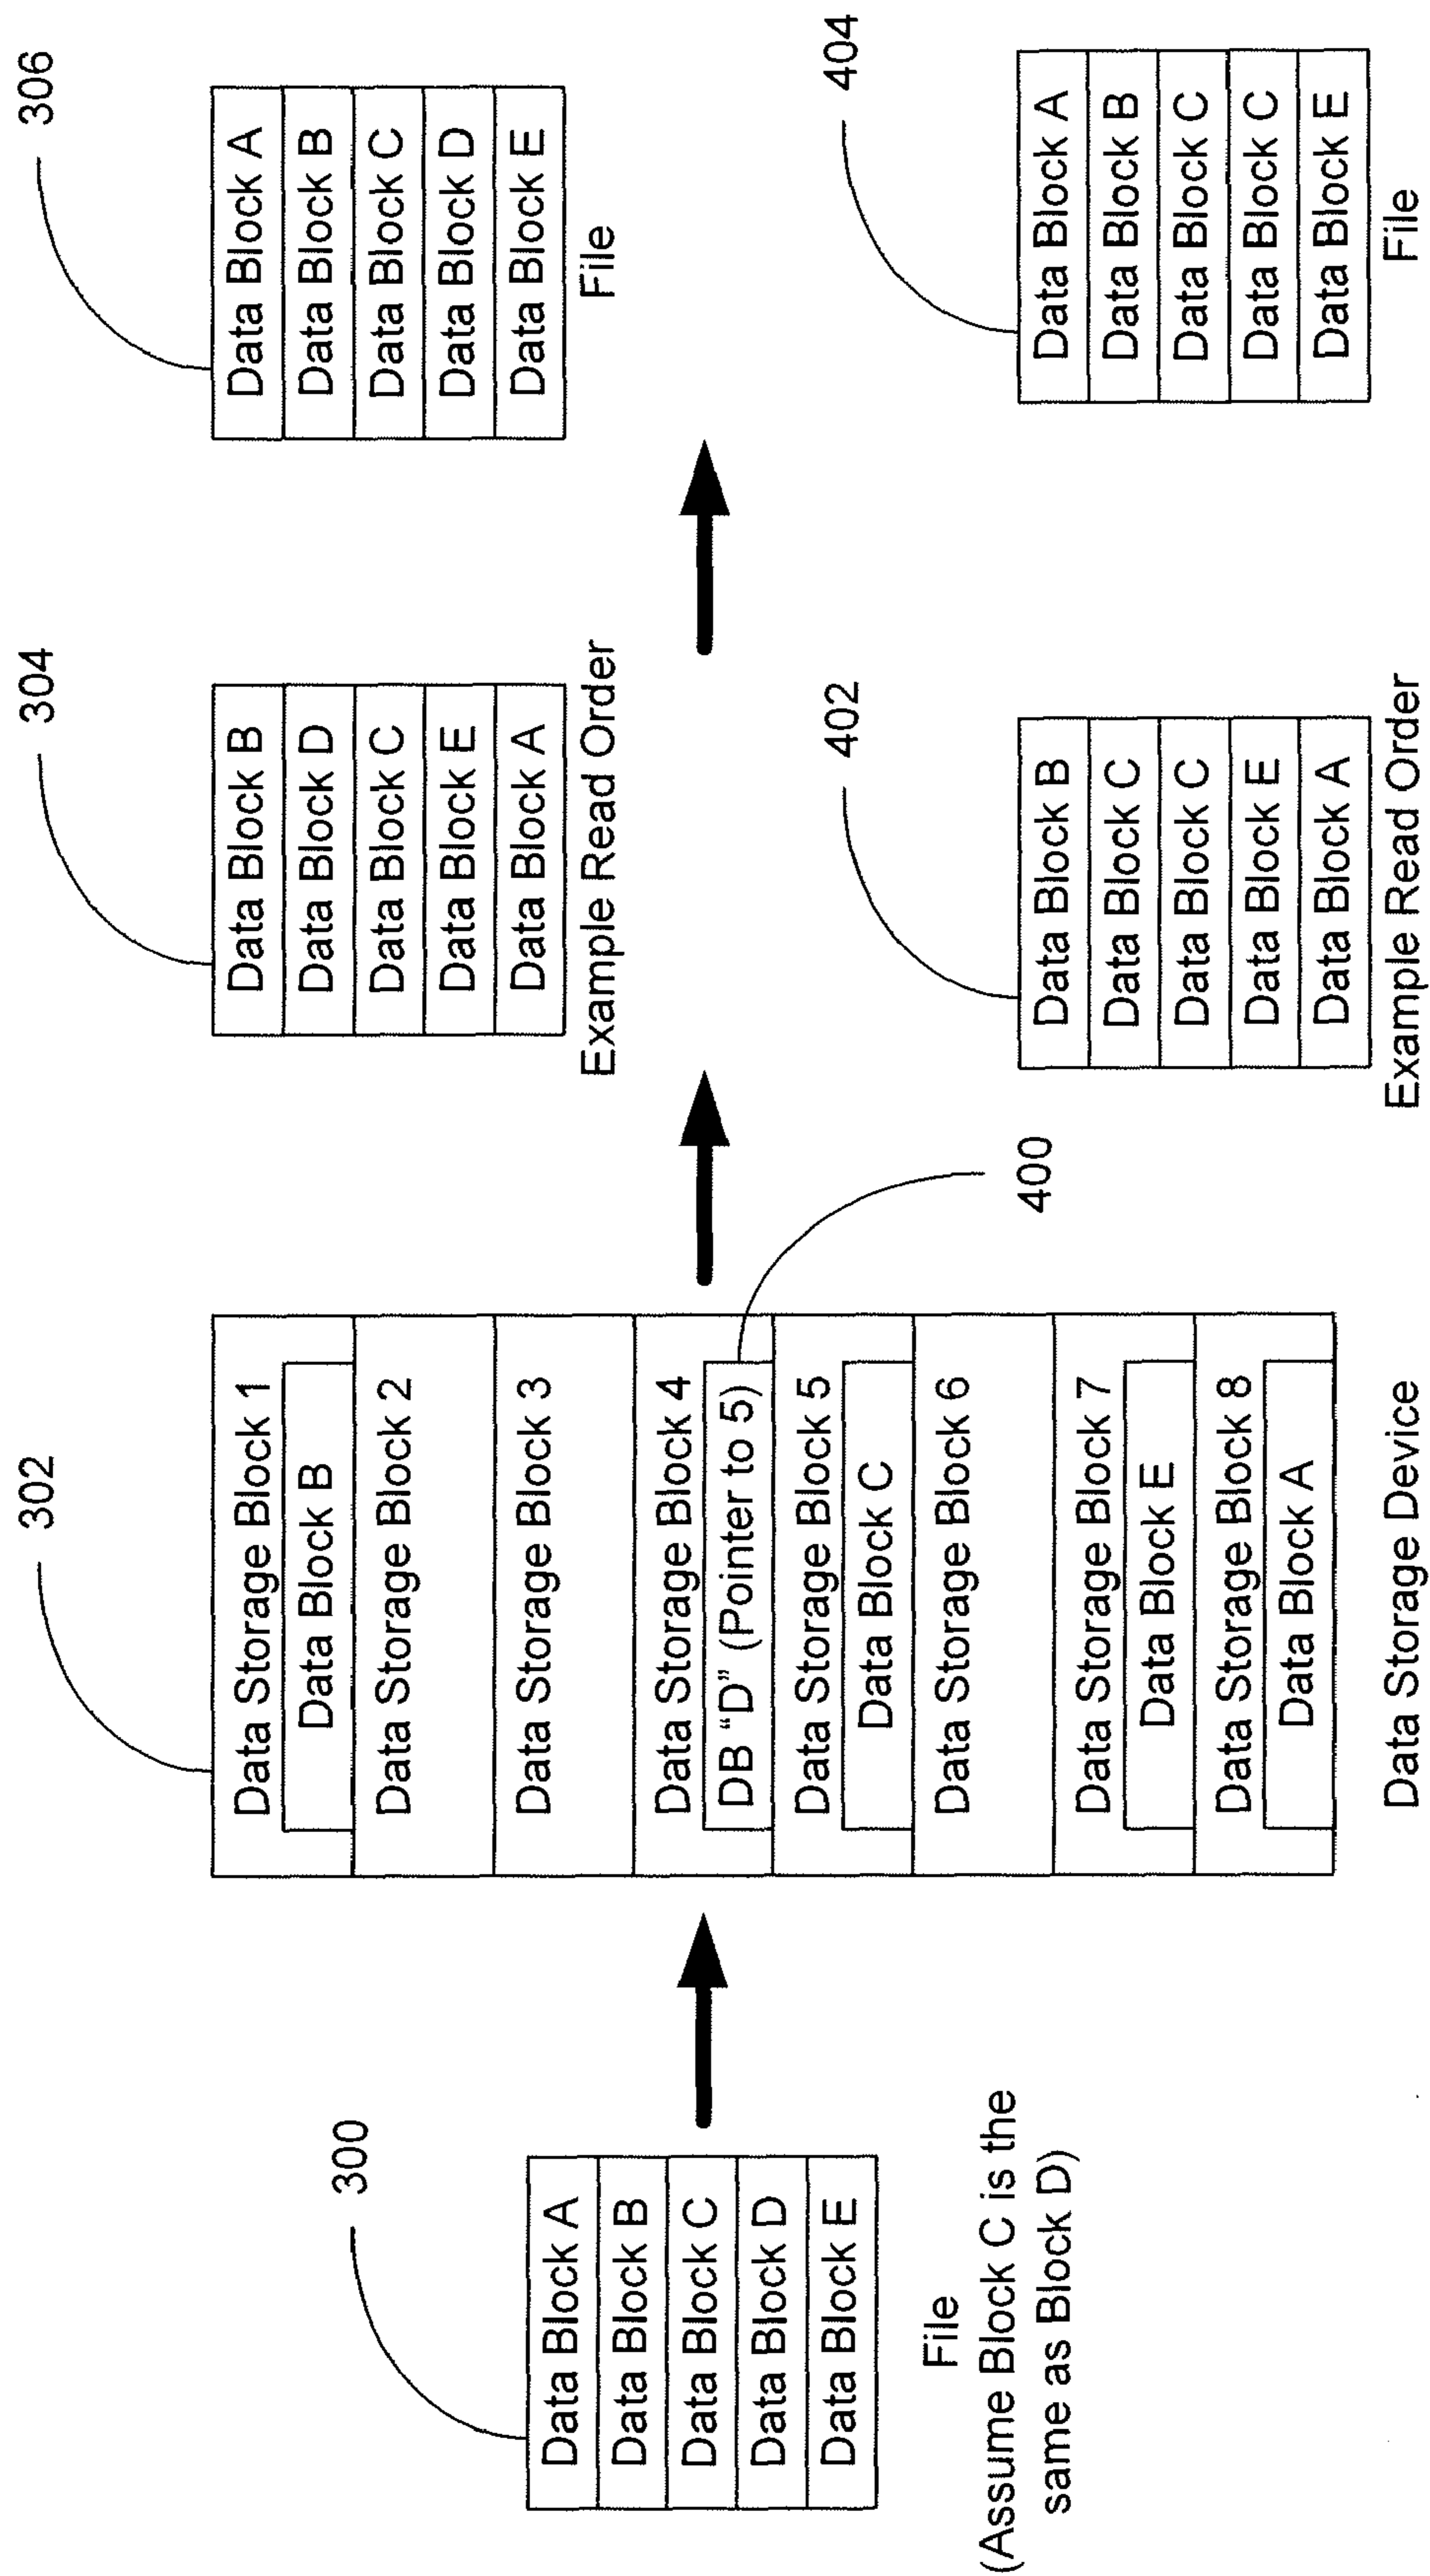 300
Data Block A
Data Block B
Data Block C
Data Block D
Data Block E
File
(Assume Block C is the
same as Block D)
302
Data Storage Block 1
Data Block B
Data Storage Block 2
Data Storage Block 3
Data Storage Block 4
DB “D” (Pointer to 5)
Data Storage Block 5
Data Block C
Data Storage Block 6
Data Storage Block 7
Data Block E
Data Storage Block 8
Data Block A
Data Storage Device
400
304
Data Block B
Data Block D
Data Block C
Data Block E
Data Block A
Example Read Order
402
Data Block B
Data Block C
Data Block C
Data Block E
Data Block A
Example Read Order
306
Data Block A
Data Block B
Data Block C
Data Block D
Data Block E
File
404
Data Block A
Data Block B
Data Block C
Data Block C
Data Block E
File